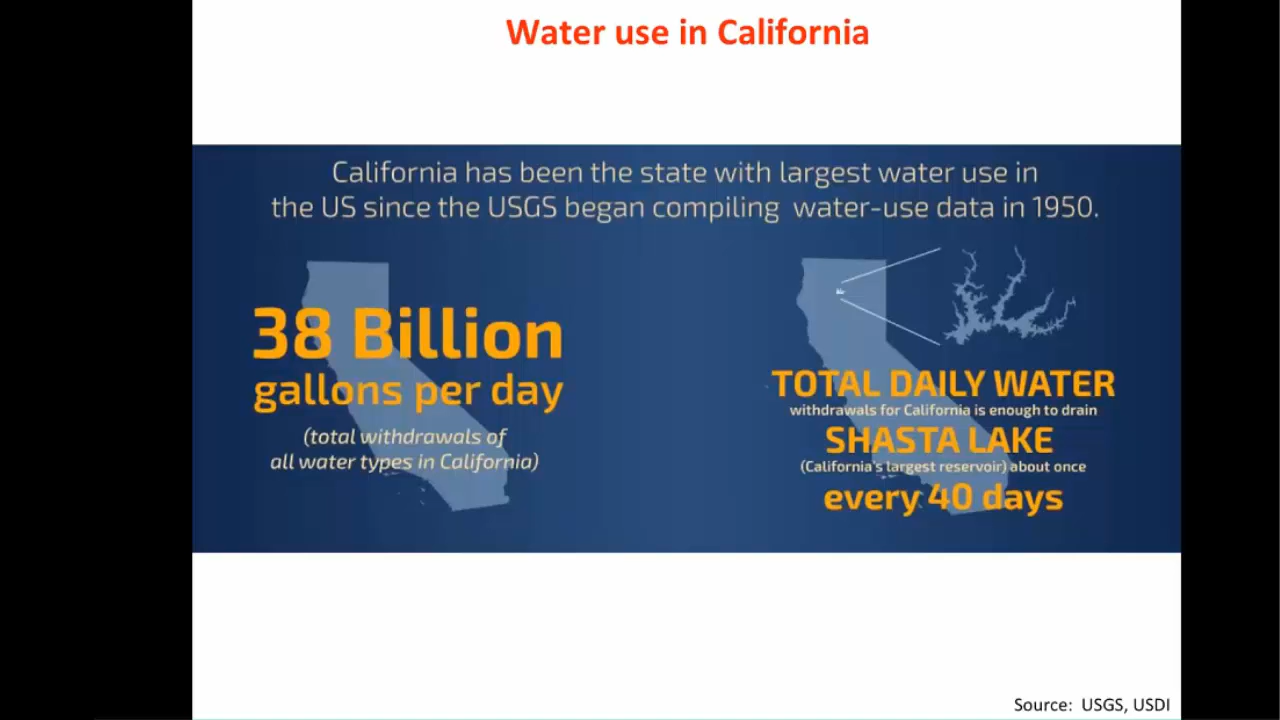 Water use in California
California has been the state with largest water use in
the US since the USGS began compiling water-use data in 1950.
38 Billion
gallons per day
(total withdrawals of
all water types in California)
TOTAL DAILY WATER
withdrawals for California is enough to drain
SHASTA LAKE
(California's largest reservoir) about once
every 40 days
Source: USGS, USDI